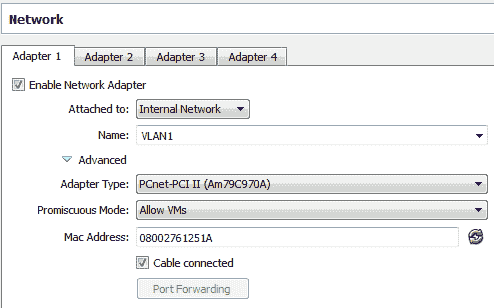 Network
Adapter 1 Adapter 2 Adapter 3 Adapter 4
Enable Network Adapter
Attached to: Internal Network
Name: VLAN1
Advanced
Adapter Type: PCnet-PCI II (Am79C970A)
Promiscuous Mode: Allow VMs
Mac Address: 08002761251A
Cable connected
Port Forwarding